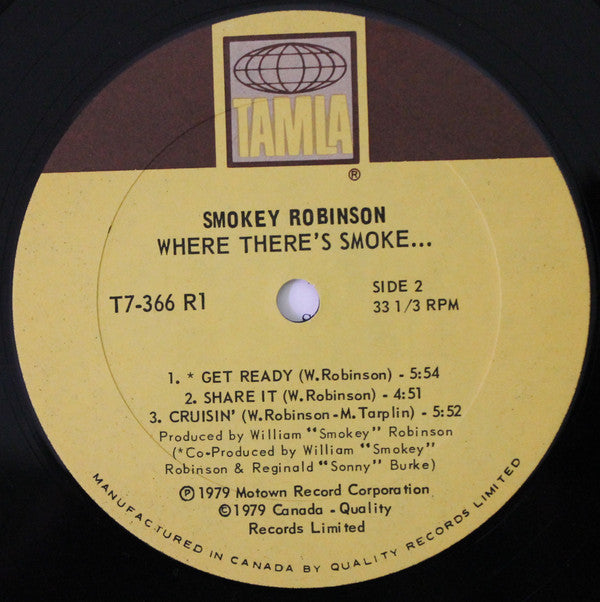 TAMLA
®
SMOKEY ROBINSON
WHERE THERE'S SMOKE...
T7-366 R1
SIDE 2
33 1/3 RPM
1. * GET READY (W.Robinson) - 5:54
2. SHARE IT (W. Robinson) - 4:51
3. CRUISIN' (W.Robinson-M.Tarplin) - 5:52
Produced by William "Smokey" Robinson
(*Co-Produced by William "Smokey"
Robinson & Reginald "Sonny" Burke)
℗1979 Motown Record Corporation
©1979 Canada - Quality
Records Limited
MANUFACTURED IN CANADA BY QUALITY RECORDS LIMITED